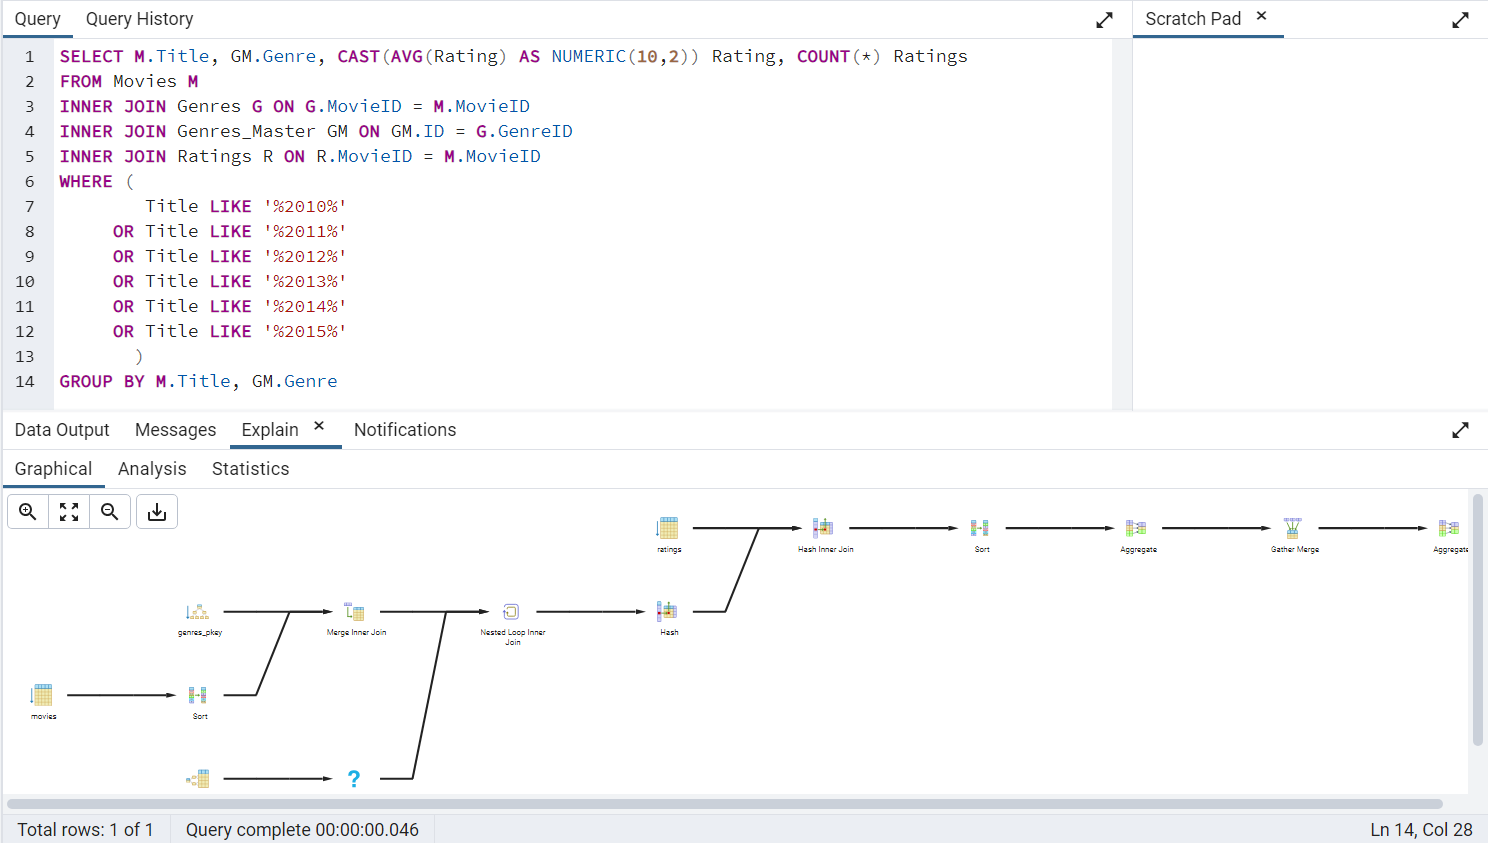 Query Query History
Scratch Pad ×
1 SELECT M.Title, GM.Genre, CAST(AVG(Rating) AS NUMERIC(10,2)) Rating, COUNT(*) Ratings
2 FROM Movies M
3 INNER JOIN Genres G ON G.MovieID = M.MovieID
4 INNER JOIN Genres_Master GM ON GM.ID = G.GenreID
5 INNER JOIN Ratings R ON R.MovieID = M.MovieID
6 WHERE (
7 Title LIKE '%2010%'
8 OR Title LIKE '%2011%'
9 OR Title LIKE '%2012%'
10 OR Title LIKE '%2013%'
11 OR Title LIKE '%2014%'
12 OR Title LIKE '%2015%'
13 )
14 GROUP BY M.Title, GM.Genre
Data Output Messages Explain × Notifications
Graphical Analysis Statistics
ratings Hash Inner Join Sort Aggregate Gather Merge Aggregate
genres_pkey Merge Inner Join Nested Loop Inner
Join
Hash
movies Sort
?
Total rows: 1 of 1 Query complete 00:00:00.046 Ln 14, Col 28